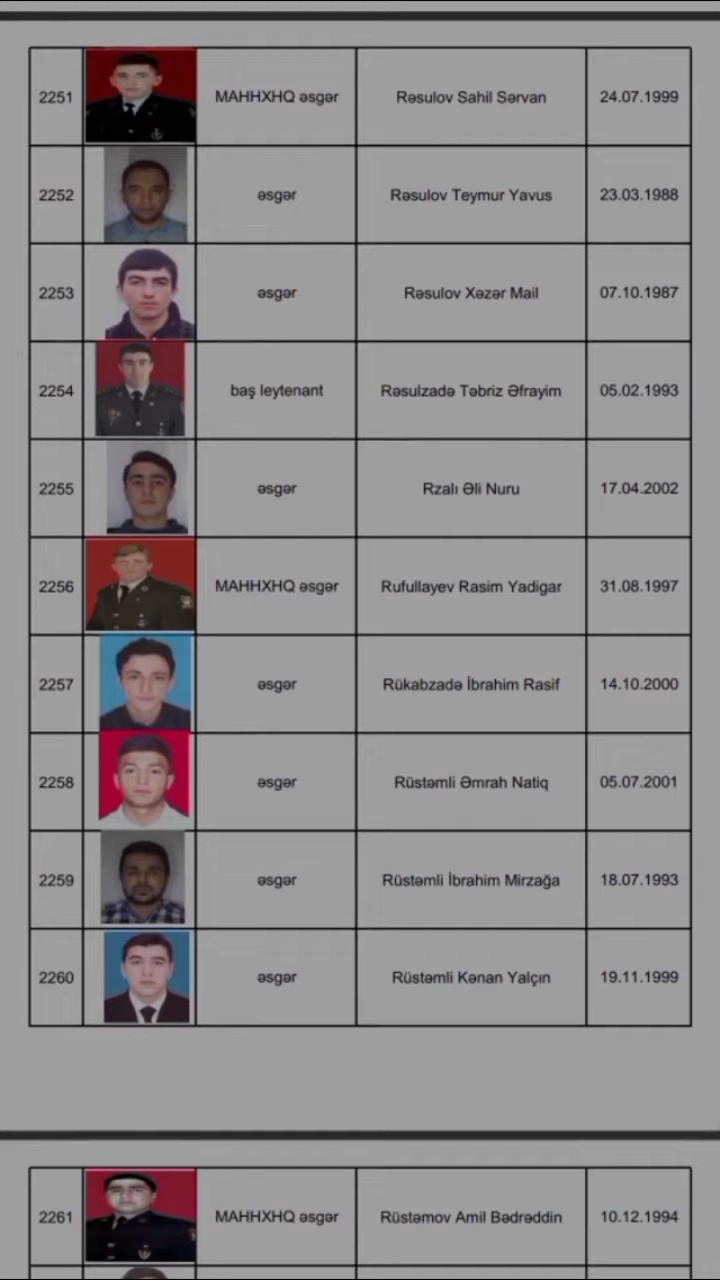 2251 MAHHXHQ əsgər Rəsulov Sahil Sərvan 24.07.1999
2252 əsgər Rəsulov Teymur Yavus 23.03.1988
2253 əsgər Rəsulov Xəzər Mail 07.10.1987
2254 baş leytenant Rəsulzadə Təbriz Əfrayim 05.02.1993
2255 əsgər Rzalı Əli Nuru 17.04.2002
2256 MAHHXHQ əsgər Rufullayev Rasim Yadigar 31.08.1997
2257 əsgər Rükəbzadə İbrahim Rasif 14.10.2000
2258 əsgər Rüstəmli Əmrah Natiq 05.07.2001
2259 əsgər Rüstəmli İbrahim Mirzağa 18.07.1993
2260 əsgər Rüstəmli Kənan Yalçın 19.11.1999
2261 MAHHXHQ əsgər Rüstəmov Amil Bədrəddin 10.12.1994